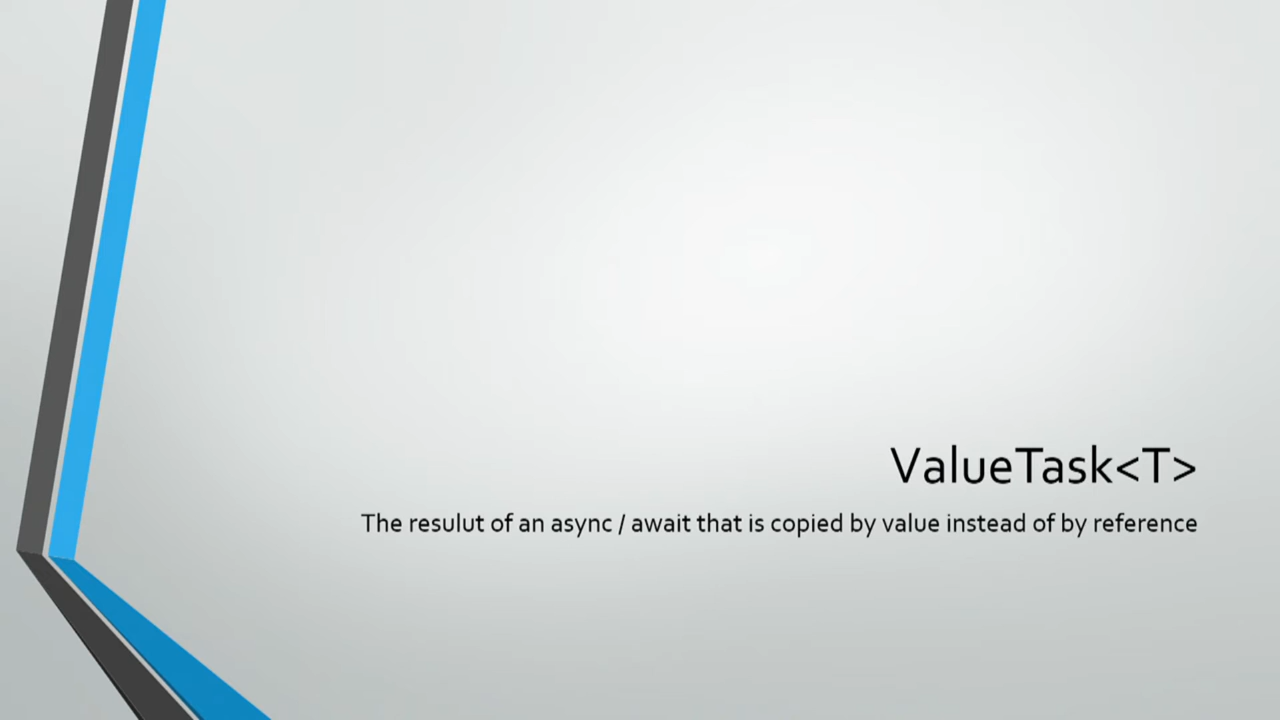 ValueTask<T>
The resulut of an async / await that is copied by value instead of by reference